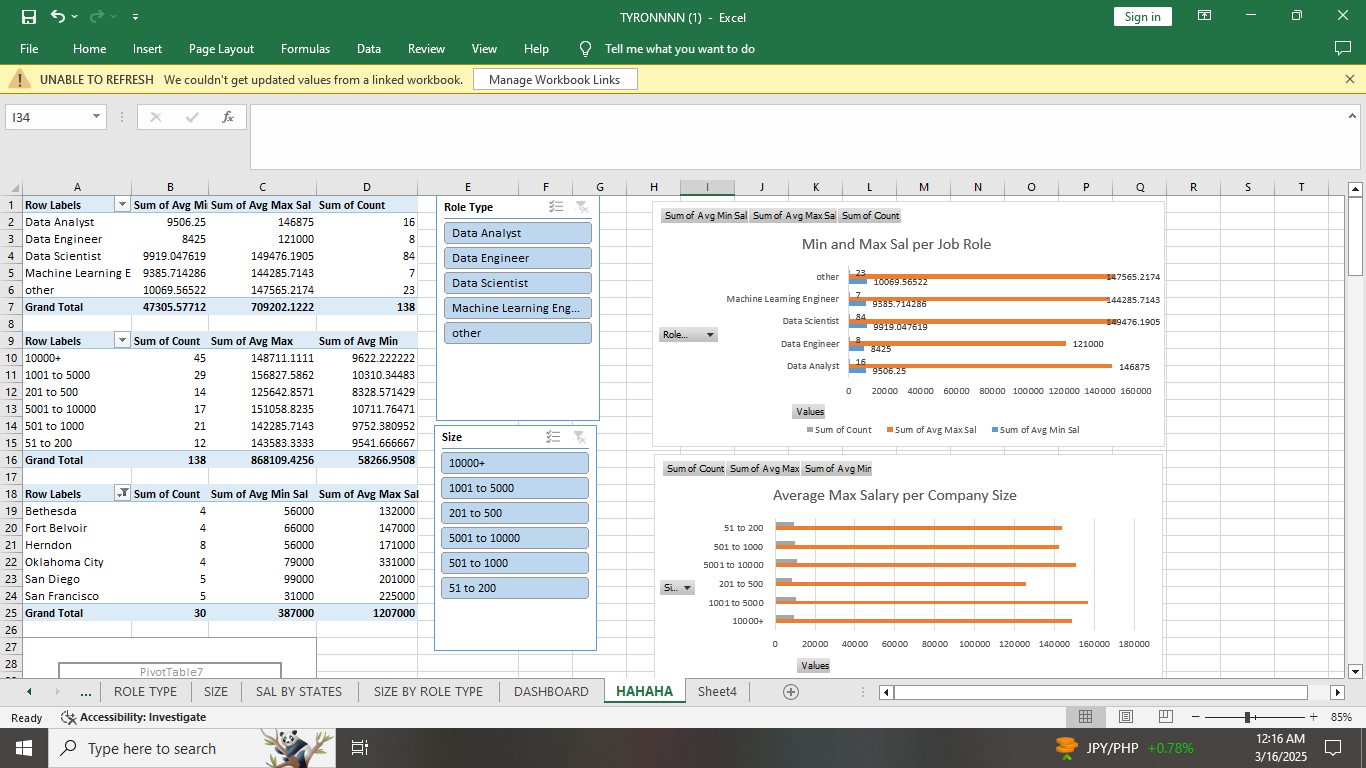 TYRONNNN (1) - Excel
Sign in
File Home Insert Page Layout Formulas Data Review View Help Tell me what you want to do
UNABLE TO REFRESH We couldn't get updated values from a linked workbook. Manage Workbook Links
I34 fx
A B C D E F G H I J K L M N O P Q R S T
1 Row Labels Sum of Avg Mi Sum of Avg Max Sal Sum of Count
2 Data Analyst 9506.25 146875 16
3 Data Engineer 8425 121000 8
4 Data Scientist 9919.047619 149476.1905 84
5 Machine Learning E 9385.714286 144285.7143 7
6 other 10069.56522 147565.2174 23
7 Grand Total 47305.57712 709202.1222 138
8
9 Row Labels Sum of Count Sum of Avg Max Sum of Avg Min
10 10000+ 45 148711.1111 9622.222222
11 1001 to 5000 29 156827.5862 10310.34483
12 201 to 500 14 125642.8571 8328.571429
13 5001 to 10000 17 151058.8235 10711.76471
14 501 to 1000 21 142285.7143 9752.380952
15 51 to 200 12 143583.3333 9541.666667
16 Grand Total 138 868109.4256 58266.9508
17
18 Row Labels Sum of Count Sum of Avg Min Sal Sum of Avg Max Sal
19 Bethesda 4 56000 132000
20 Fort Belvoir 4 66000 147000
21 Herndon 8 56000 171000
22 Oklahoma City 4 79000 331000
23 San Diego 5 99000 201000
24 San Francisco 5 31000 225000
25 Grand Total 30 387000 1207000
26
27
28
PivotTable7
Role Type
Data Analyst
Data Engineer
Data Scientist
Machine Learning Eng...
other
Size
10000+
1001 to 5000
201 to 500
5001 to 10000
501 to 1000
51 to 200
Sum of Avg Min Sal Sum of Avg Max Sa Sum of Count
Min and Max Sal per Job Role
other 23 10069.56522 147565.2174
Machine Learning Engineer 7 9385.714286 144285.7143
Role... Data Scientist 84 9919.047619 149476.1905
Data Engineer 8 8425 121000
Data Analyst 16 9506.25 146875
0 20000 40000 60000 80000 100000 120000 140000 160000
Values
Sum of Count Sum of Avg Max Sal Sum of Avg Min Sal
Sum of Count Sum of Avg Max Sum of Avg Min
Average Max Salary per Company Size
51 to 200
501 to 1000
5001 to 10000
Si.. 201 to 500
1001 to 5000
10000+
0 20000 40000 60000 80000 100000 120000 140000 160000 180000
Values
... ROLE TYPE SIZE SAL BY STATES SIZE BY ROLE TYPE DASHBOARD HAHAHA Sheet4
Ready Accessibility: Investigate 85%
Type here to search JPY/PHP +0.78% 12:16 AM
3/16/2025